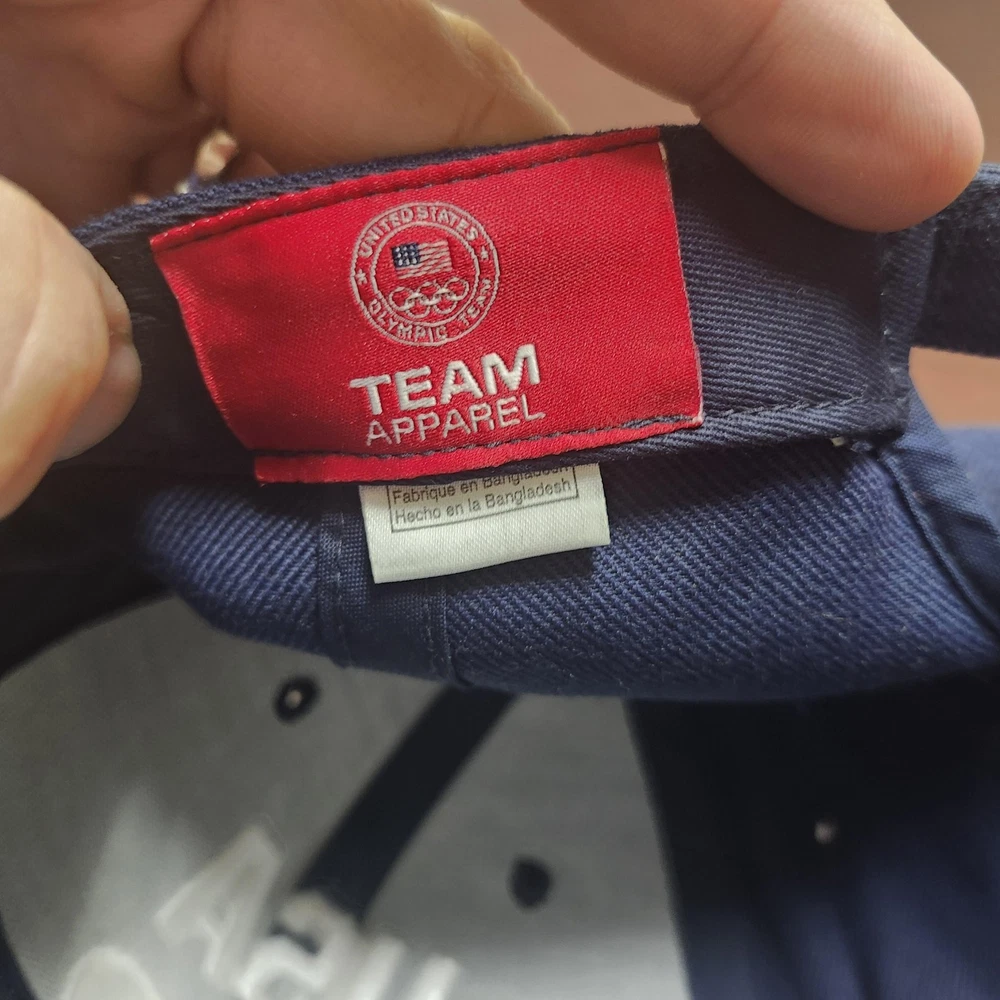 UNITED STATES
OLYMPIC TEAM
TEAM
APPAREL
Fabrique en Bangladesh
Hecho en la Bangladesh